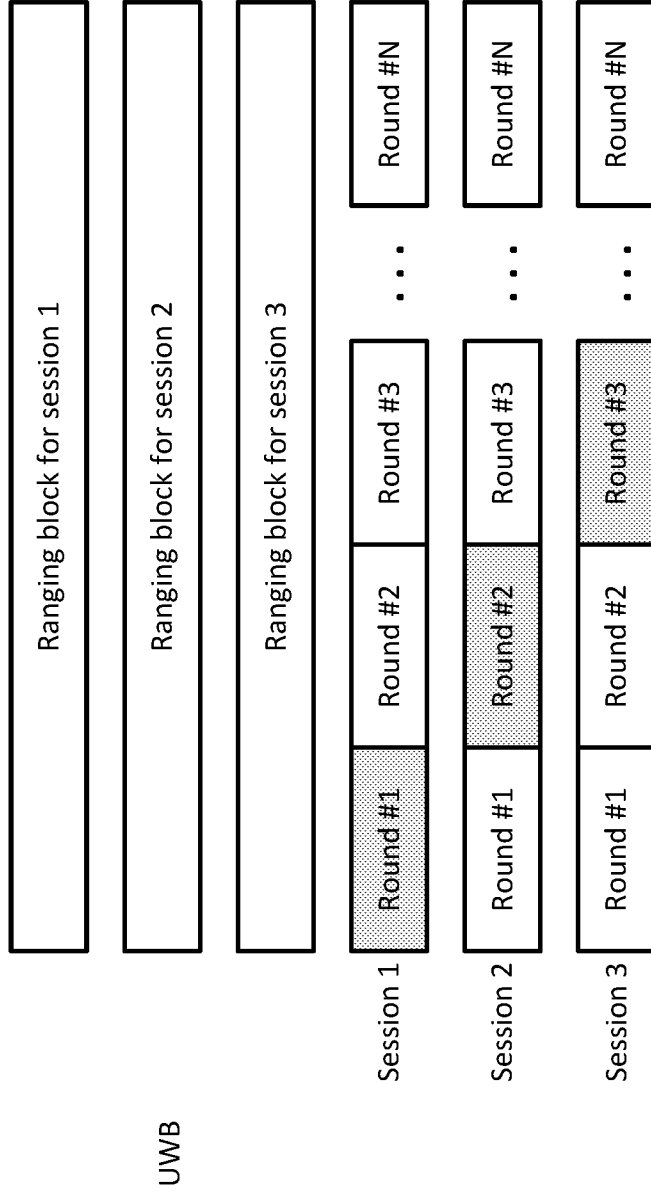 UWB
Ranging block for session 1
Ranging block for session 2
Ranging block for session 3
Session 1 Round #1 Round #2 Round #3 ... Round #N
Session 2 Round #1 Round #2 Round #3 ... Round #N
Session 3 Round #1 Round #2 Round #3 ... Round #N